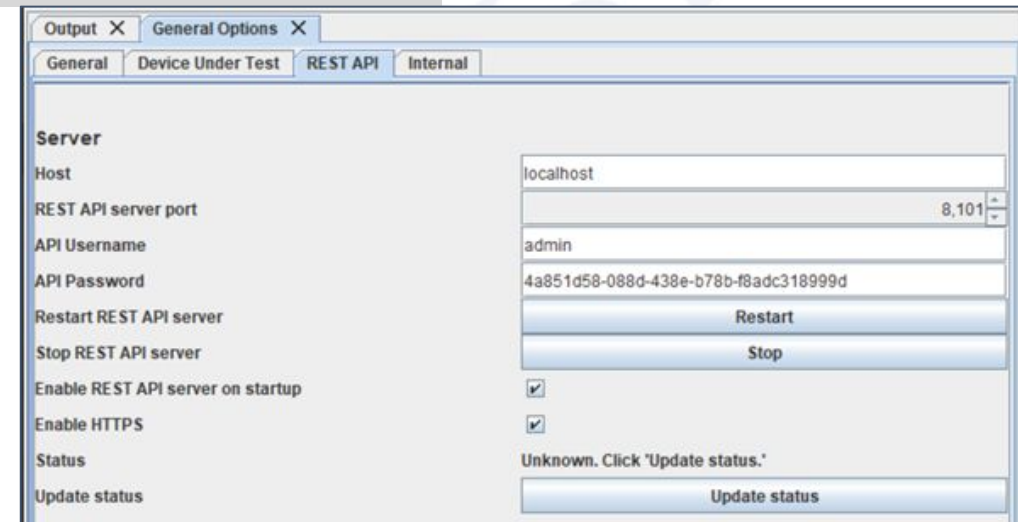 Output X General Options X
General Device Under Test REST API Internal
Server
Host localhost
REST API server port 8,101
API Username admin
API Password 4a851d58-088d-438e-b78b-f8adc318999d
Restart REST API server Restart
Stop REST API server Stop
Enable REST API server on startup
Enable HTTPS
Status Unknown. Click 'Update status.'
Update status Update status